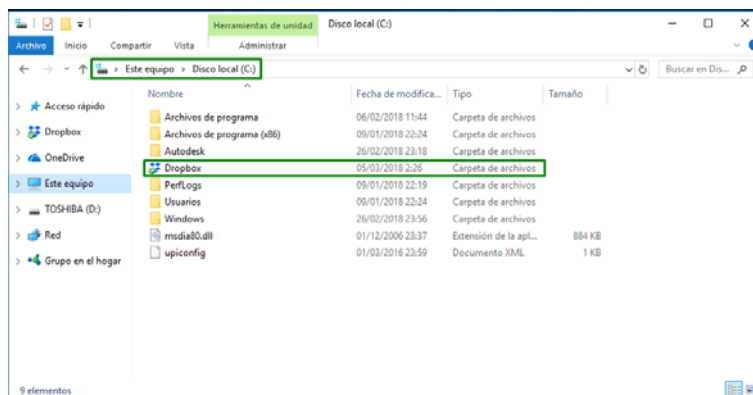 Herramientas de unidad Disco local (C:)
Archivo Inicio Compartir Vista Administrar
Este equipo > Disco local (C:) Buscar en Dis...
Nombre Fecha de modifica... Tipo Tamaño
Acceso rápido
Dropbox
OneDrive
Este equipo
TOSHIBA (D:)
Red
Grupo en el hogar
Archivos de programa 06/02/2018 11:44 Carpeta de archivos
Archivos de programa (x86) 09/01/2018 22:24 Carpeta de archivos
Autodesk 26/02/2018 23:18 Carpeta de archivos
Dropbox 05/03/2018 2:26 Carpeta de archivos
PerfLogs 09/01/2018 22:19 Carpeta de archivos
Usuarios 09/01/2018 22:24 Carpeta de archivos
Windows 26/02/2018 23:56 Carpeta de archivos
msdia80.dll 01/12/2006 23:37 Extensión de la apl... 884 KB
upiconfig 01/03/2016 23:59 Documento XML 1 KB
9 elementos